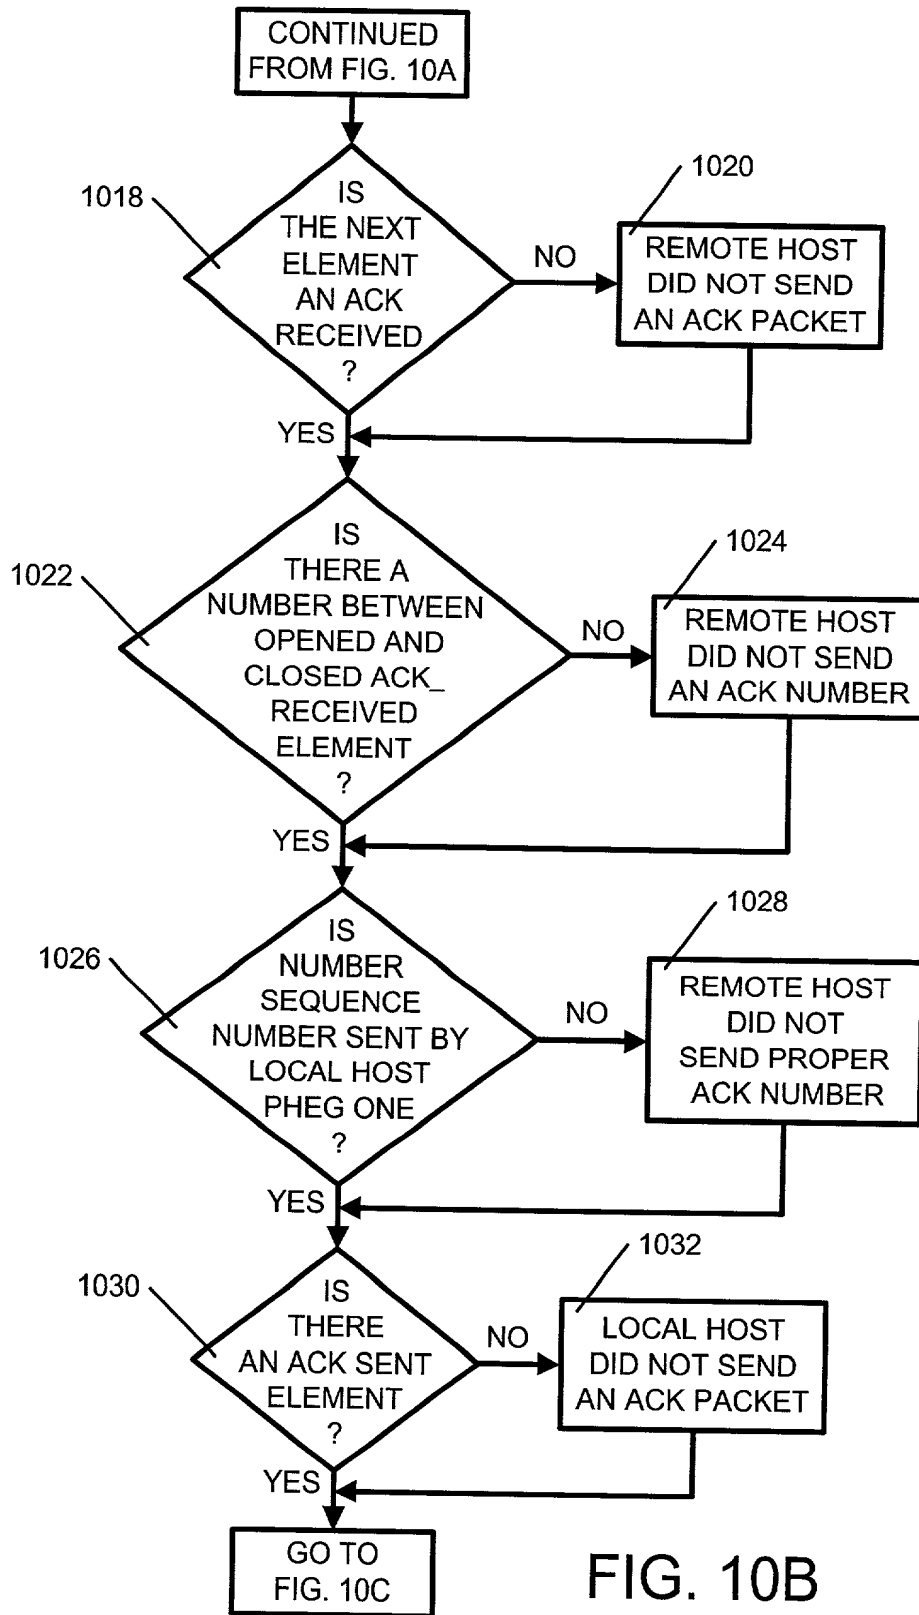 CONTINUED
FROM FIG. 10A
1018
IS
THE NEXT
ELEMENT
AN ACK
RECEIVED
?
NO
1020
REMOTE HOST
DID NOT SEND
AN ACK PACKET
YES
1022
IS
THERE A
NUMBER BETWEEN
OPENED AND
CLOSED ACK_
RECEIVED
ELEMENT
?
NO
1024
REMOTE HOST
DID NOT SEND
AN ACK NUMBER
YES
1026
IS
NUMBER
SEQUENCE
NUMBER SENT BY
LOCAL HOST
PHEG ONE
?
NO
1028
REMOTE HOST
DID NOT
SEND PROPER
ACK NUMBER
YES
1030
IS
THERE
AN ACK SENT
ELEMENT
?
NO
1032
LOCAL HOST
DID NOT SEND
AN ACK PACKET
YES
GO TO
FIG. 10C
FIG. 10B